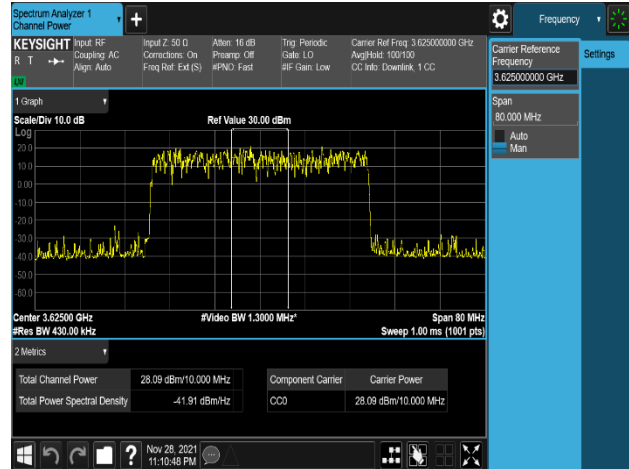 Spectrum Analyzer 1
Channel Power
Frequency
KEYSIGHT
R T
LXI
Input: RF
Coupling: AC
Align: Auto
Input Z: 50 Ω
Corrections: On
Freq Ref: Ext (S)
Atten: 16 dB
Preamp: Off
#PNO: Fast
Trig: Periodic
Gate: LO
#IF Gain: Low
Carrier Ref Freq: 3.625000000 GHz
Avg|Hold: 100/100
CC Info: Downlink, 1 CC
Carrier Reference
Frequency
3.625000000 GHz
Settings
Span
80.000 MHz
Auto
Man
1 Graph
Scale/Div 10.0 dB
Ref Value 30.00 dBm
Log
20.0
10.0
0.00
-10.0
-20.0
-30.0
-40.0
-50.0
-60.0
Center 3.62500 GHz
#Video BW 1.3000 MHz*
Span 80 MHz
#Res BW 430.00 kHz
Sweep 1.00 ms (1001 pts)
2 Metrics
Total Channel Power
28.09 dBm/10.000 MHz
Total Power Spectral Density
-41.91 dBm/Hz
Component Carrier
Carrier Power
CC0
28.09 dBm/10.000 MHz
?
Nov 28, 2021
11:10:48 PM